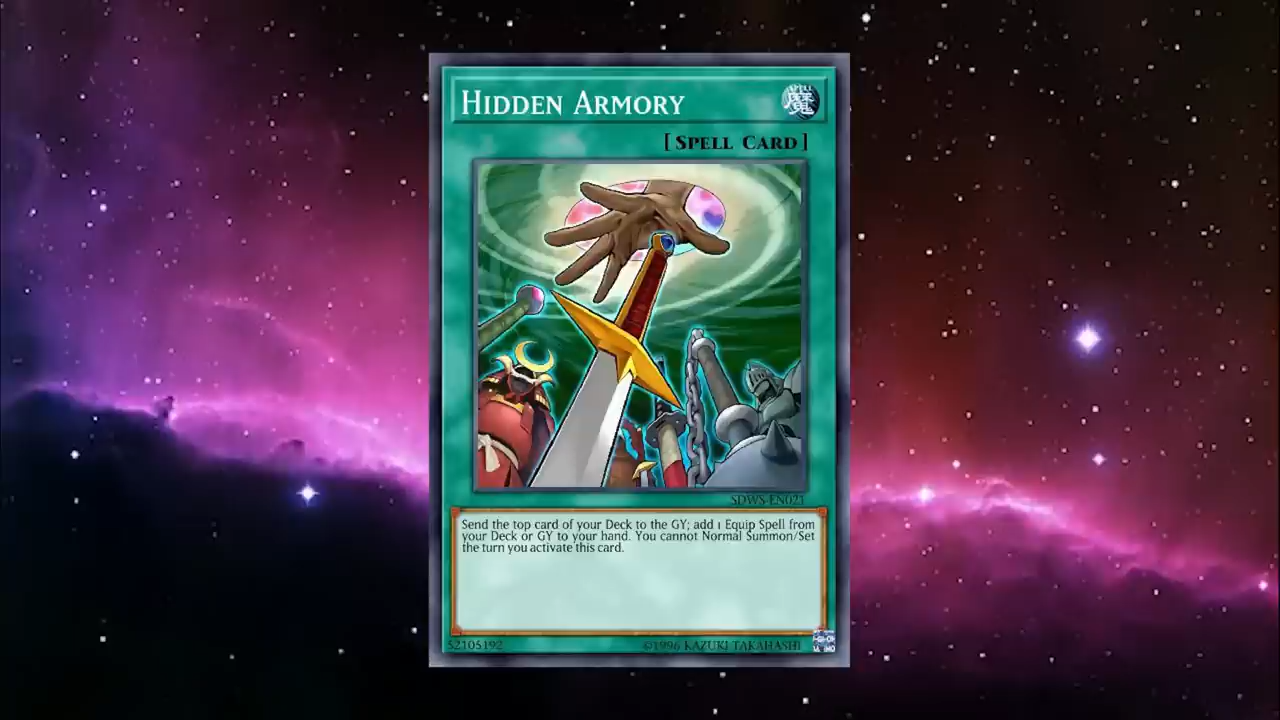 HIDDEN ARMORY
SPELL
魔
[SPELL CARD]
SDWS-EN021
Send the top card of your Deck to the GY; add 1 Equip Spell from
your Deck or GY to your hand. You cannot Normal Summon/Set
the turn you activate this card.
52105192
©1996 KAZUKI TAKAHASHI